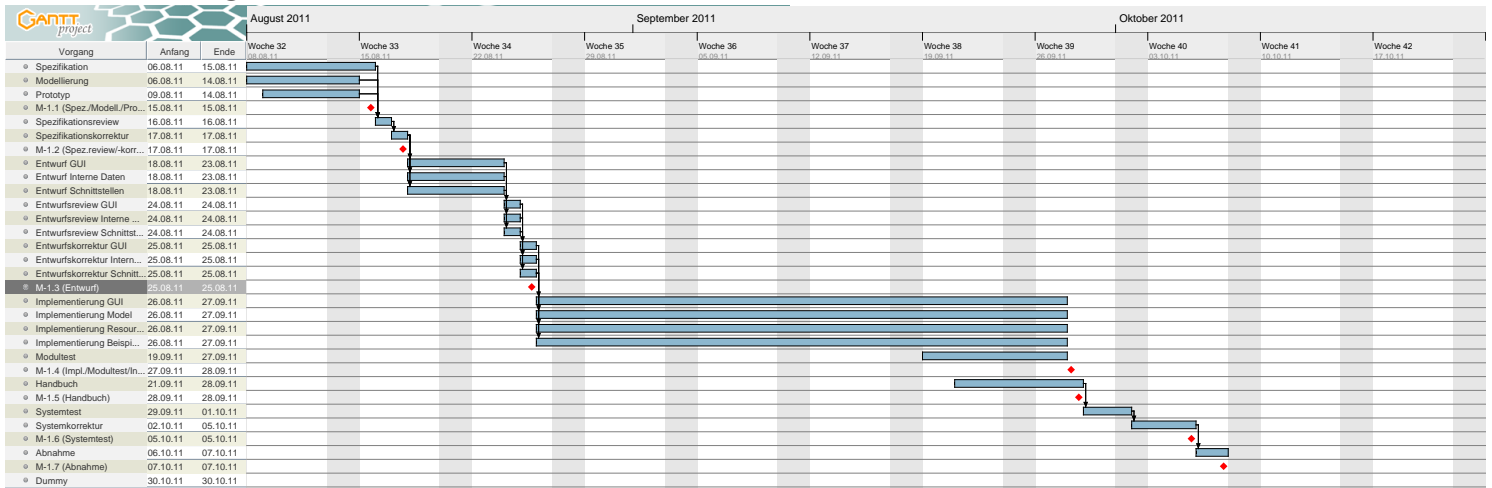 GANTT
project
August 2011 September 2011 Oktober 2011
Vorgang Anfang Ende
Woche 32 Woche 33 Woche 34 Woche 35 Woche 36 Woche 37 Woche 38 Woche 39 Woche 40 Woche 41 Woche 42
08.08.11 15.08.11 22.08.11 29.08.11 05.09.11 12.09.11 19.09.11 26.09.11 03.10.11 10.10.11 17.10.11
Spezifikation 06.08.11 15.08.11
Modellierung 06.08.11 14.08.11
Prototyp 09.08.11 14.08.11
M-1.1 (Spez./Modell./Pro... 15.08.11 15.08.11
Spezifikationsreview 16.08.11 16.08.11
Spezifikationskorrektur 17.08.11 17.08.11
M-1.2 (Spez.review/-korr... 17.08.11 17.08.11
Entwurf GUI 18.08.11 23.08.11
Entwurf Interne Daten 18.08.11 23.08.11
Entwurf Schnittstellen 18.08.11 23.08.11
Entwurfsreview GUI 24.08.11 24.08.11
Entwurfsreview Interne ... 24.08.11 24.08.11
Entwurfsreview Schnittst... 24.08.11 24.08.11
Entwurfskorrektur GUI 25.08.11 25.08.11
Entwurfskorrektur Intern... 25.08.11 25.08.11
Entwurfskorrektur Schnitt... 25.08.11 25.08.11
M-1.3 (Entwurf) 25.08.11 25.08.11
Implementierung GUI 26.08.11 27.09.11
Implementierung Model 26.08.11 27.09.11
Implementierung Resour... 26.08.11 27.09.11
Implementierung Beispi... 26.08.11 27.09.11
Modultest 19.09.11 27.09.11
M-1.4 (Impl./Modultest/In... 27.09.11 28.09.11
Handbuch 21.09.11 28.09.11
M-1.5 (Handbuch) 28.09.11 28.09.11
Systemtest 29.09.11 01.10.11
Systemkorrektur 02.10.11 05.10.11
M-1.6 (Systemtest) 05.10.11 05.10.11
Abnahme 06.10.11 07.10.11
M-1.7 (Abnahme) 07.10.11 07.10.11
Dummy 30.10.11 30.10.11